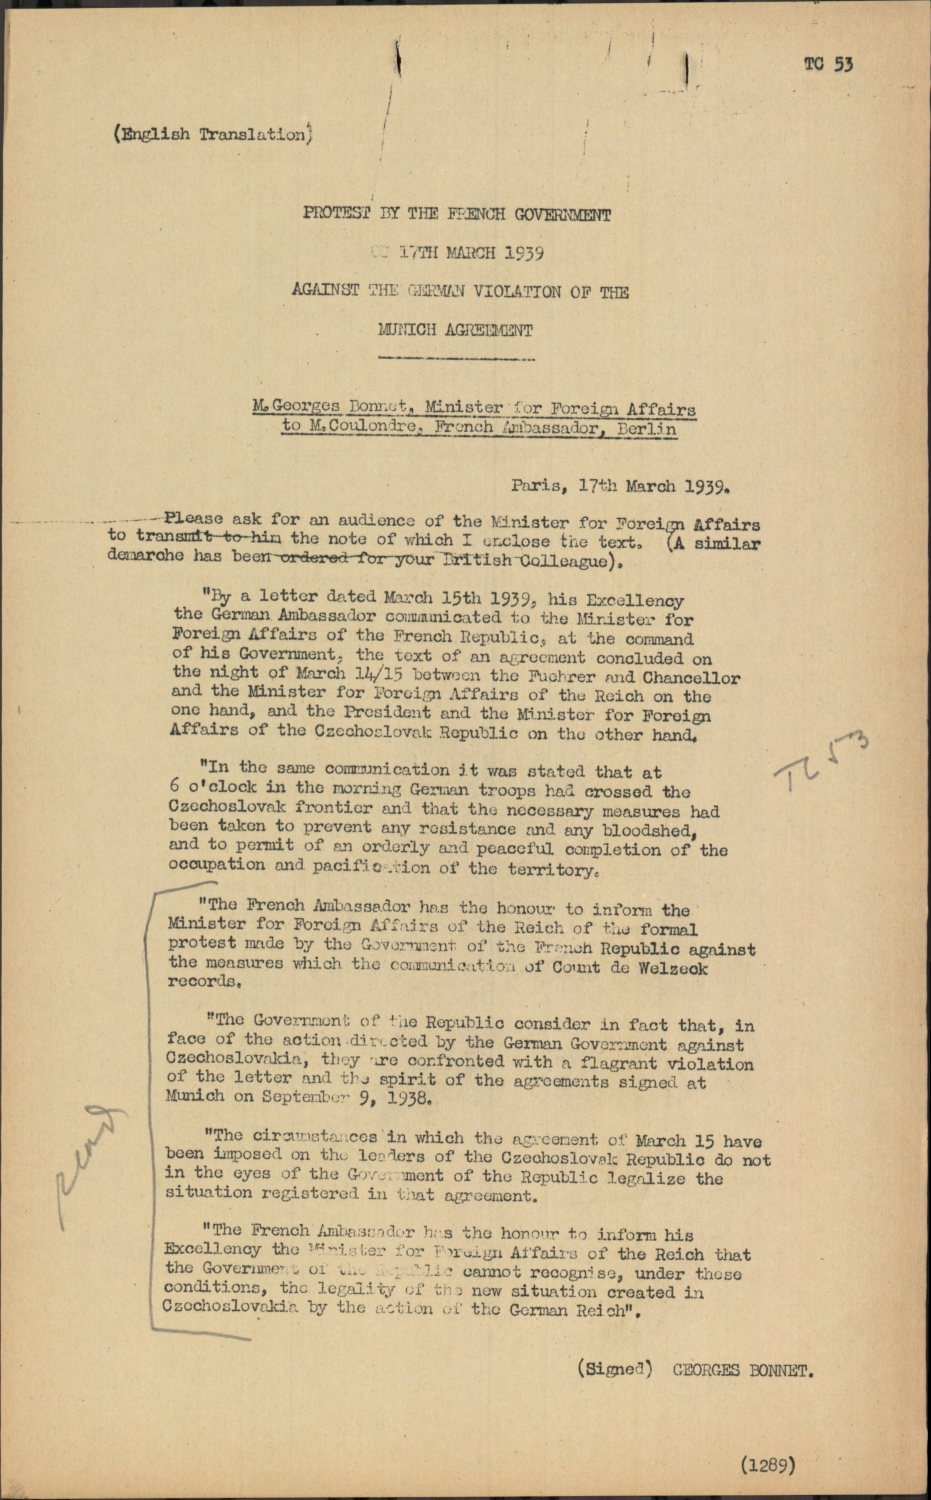 TC 53
(English Translation)
PROTEST BY THE FRENCH GOVERNMENT
OF 17TH MARCH 1939
AGAINST THE GERMAN VIOLATION OF THE
MUNICH AGREEMENT
M. Georges Bonnet, Minister for Foreign Affairs
to M. Coulondre, French Ambassador, Berlin
Paris, 17th March 1939.
Please ask for an audience of the Minister for Foreign Affairs
to transmit to him the note of which I enclose the text. (A similar
demarche has been ordered for your British Colleague).
"By a letter dated March 15th 1939, his Excellency
the German Ambassador communicated to the Minister for
Foreign Affairs of the French Republic, at the command
of his Government, the text of an agreement concluded on
the night of March 14/15 between the Fuehrer and Chancellor
and the Minister for Foreign Affairs of the Reich on the
one hand, and the President and the Minister for Foreign
Affairs of the Czechoslovak Republic on the other hand.
"In the same communication it was stated that at
6 o'clock in the morning German troops had crossed the
Czechoslovak frontier and that the necessary measures had
been taken to prevent any resistance and any bloodshed,
and to permit of an orderly and peaceful completion of the
occupation and pacification of the territory.
TC 53
"The French Ambassador has the honour to inform the
Minister for Foreign Affairs of the Reich of the formal
protest made by the Government of the French Republic against
the measures which the communication of Count de Welzeck
records.
"The Government of the Republic consider in fact that, in
face of the action directed by the German Government against
Czechoslovakia, they are confronted with a flagrant violation
of the letter and the spirit of the agreements signed at
Munich on September 9, 1938.
read
"The circumstances in which the agreement of March 15 have
been imposed on the leaders of the Czechoslovak Republic do not
in the eyes of the Government of the Republic legalize the
situation registered in that agreement.
"The French Ambassador has the honour to inform his
Excellency the Minister for Foreign Affairs of the Reich that
the Government of the Republic cannot recognise, under these
conditions, the legality of the new situation created in
Czechoslovakia by the action of the German Reich".
(Signed) GEORGES BONNET.
(1289)